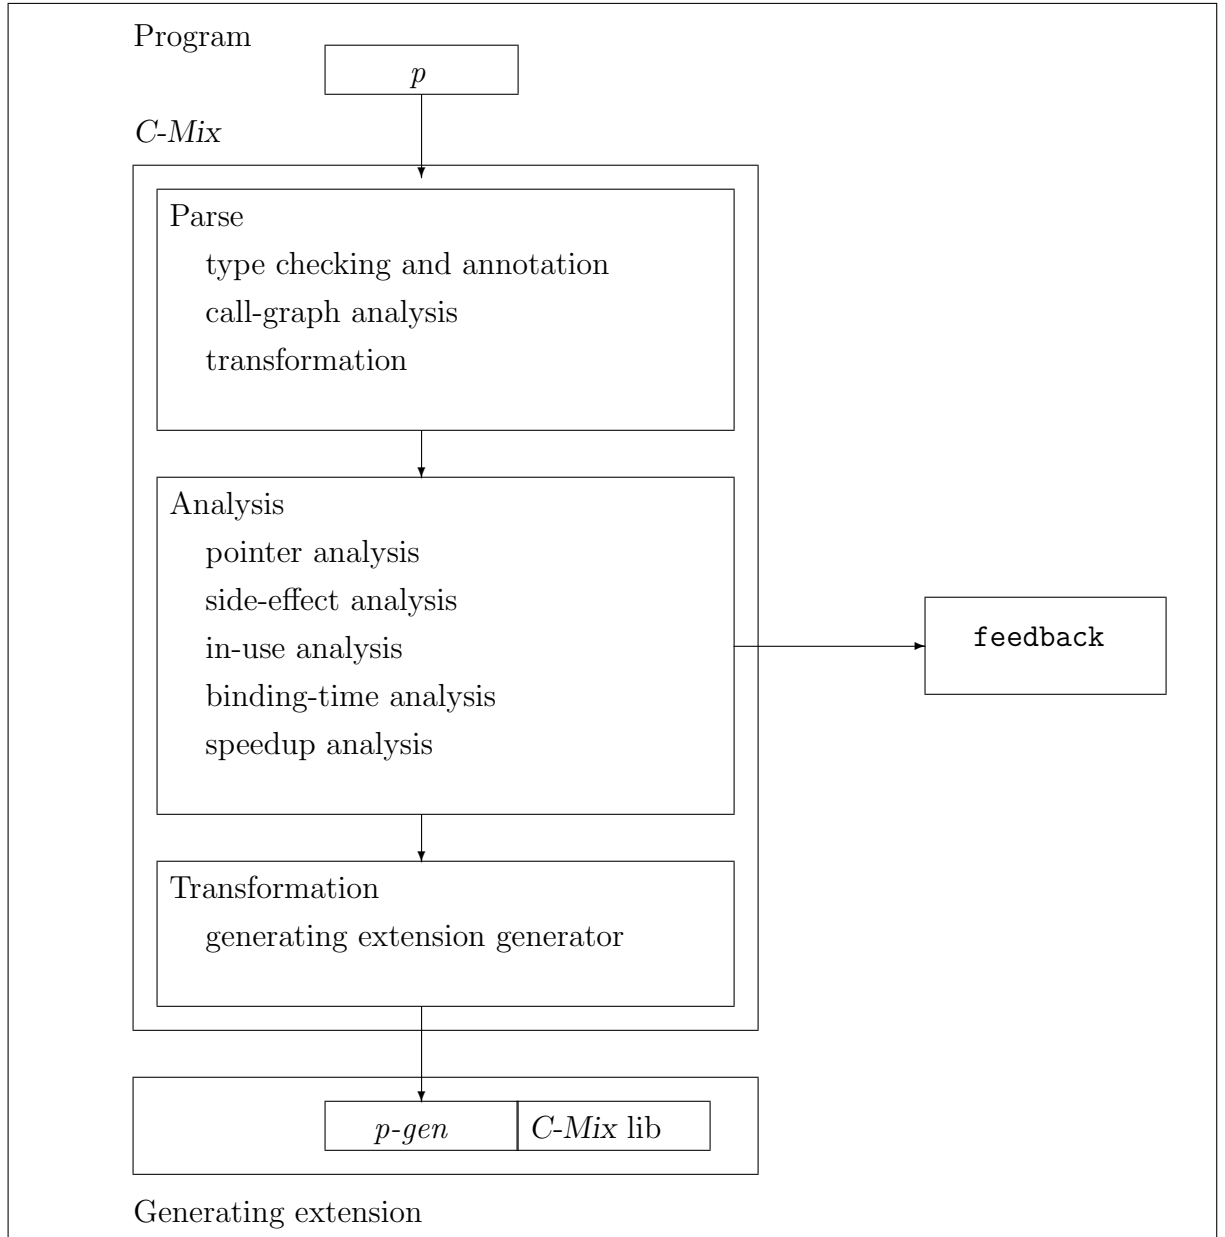 Program
p
C-Mix
Parse
type checking and annotation
call-graph analysis
transformation
Analysis
pointer analysis
side-effect analysis
in-use analysis
binding-time analysis
speedup analysis
feedback
Transformation
generating extension generator
p-gen C-Mix lib
Generating extension